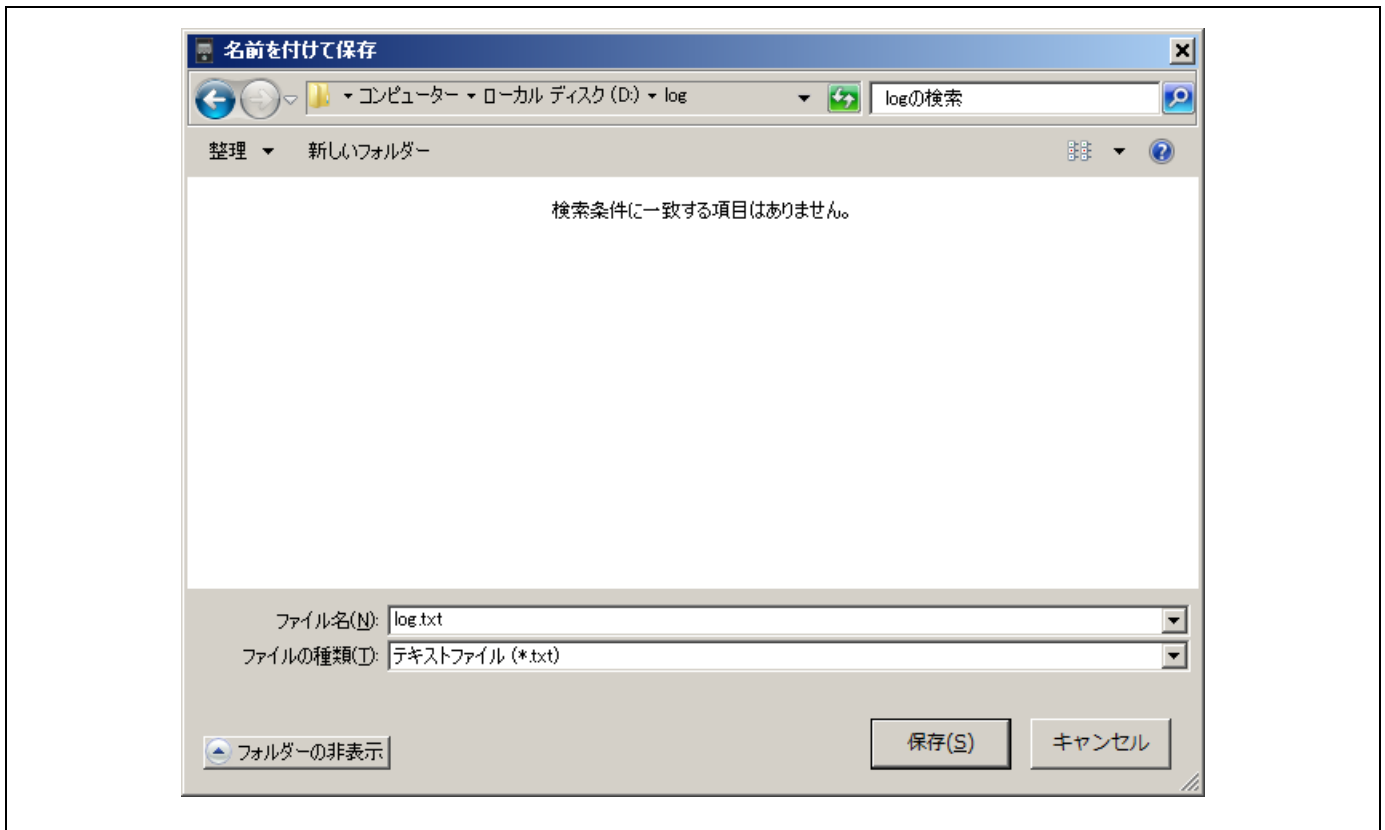 名前を付けて保存
コンピューター ローカル ディスク (D:) log
logの検索
整理 新しいフォルダー
検索条件に一致する項目はありません。
ファイル名(N): log.txt
ファイルの種類(T): テキストファイル (*.txt)
フォルダーの非表示
保存(S) キャンセル